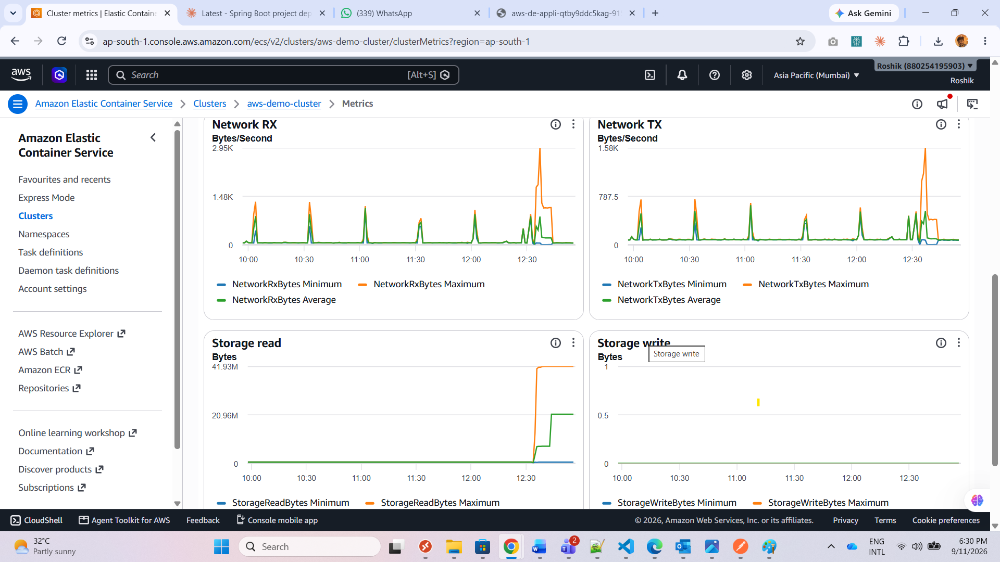 Cluster metrics | Elastic Containe
Latest - Spring Boot project dep
(339) WhatsApp
aws-de-appli-qtby9ddc5kag-91
Ask Gemini
ap-south-1.console.aws.amazon.com/ecs/v2/clusters/aws-demo-cluster/clusterMetrics?region=ap-south-1
aws
Search
[Alt+S]
Asia Pacific (Mumbai)
Roshik (880254195903)
Roshik
Amazon Elastic Container Service
Clusters
aws-demo-cluster
Metrics
Amazon Elastic
Container Service
Favourites and recents
Express Mode
Clusters
Namespaces
Task definitions
Daemon task definitions
Account settings
AWS Resource Explorer
AWS Batch
Amazon ECR
Repositories
Online learning workshop
Documentation
Discover products
Subscriptions
Network RX
Bytes/Second
2.95K
1.48K
0
10:00 10:30 11:00 11:30 12:00 12:30
NetworkRxBytes Minimum NetworkRxBytes Maximum
NetworkRxBytes Average
Network TX
Bytes/Second
1.58K
787.5
0
10:00 10:30 11:00 11:30 12:00 12:30
NetworkTxBytes Minimum NetworkTxBytes Maximum
NetworkTxBytes Average
Storage read
Bytes
41.93M
20.96M
0
10:00 10:30 11:00 11:30 12:00 12:30
StorageReadBytes Minimum StorageReadBytes Maximum
Storage write
Storage write
Bytes
1
0.5
0
10:00 10:30 11:00 11:30 12:00 12:30
StorageWriteBytes Minimum StorageWriteBytes Maximum
CloudShell
Agent Toolkit for AWS
Feedback
Console mobile app
© 2026, Amazon Web Services, Inc. or its affiliates.
Privacy
Terms
Cookie preferences
32°C
Partly sunny
Search
2
ENG
INTL
6:30 PM
9/11/2026